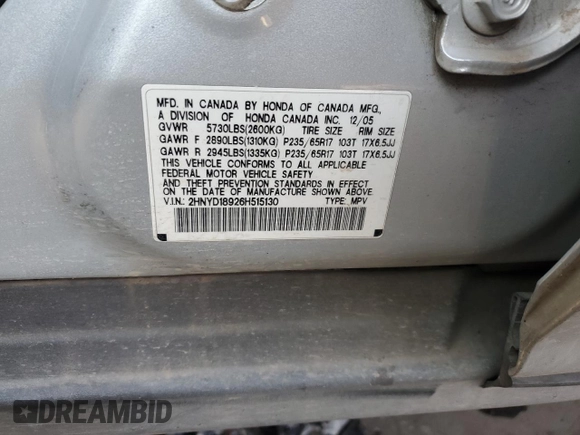 MFD. IN CANADA BY HONDA OF CANADA MFG.,
A DIVISION OF HONDA CANADA INC. 12/05
GVWR 5730LBS(2600KG) TIRE SIZE RIM SIZE
GAWR F 2890LBS(1310KG) P235/65R17 103T 17X6.5JJ
GAWR R 2945LBS(1335KG) P235/65R17 103T 17X6.5JJ
THIS VEHICLE CONFORMS TO ALL APPLICABLE
FEDERAL MOTOR VEHICLE SAFETY
AND THEFT PREVENTION STANDARDS IN EFFECT
ON THE DATE OF MANUFACTURE SHOWN ABOVE.
V.I.N.: 2HNYD18926H515130 TYPE: MPV
DREAMBID